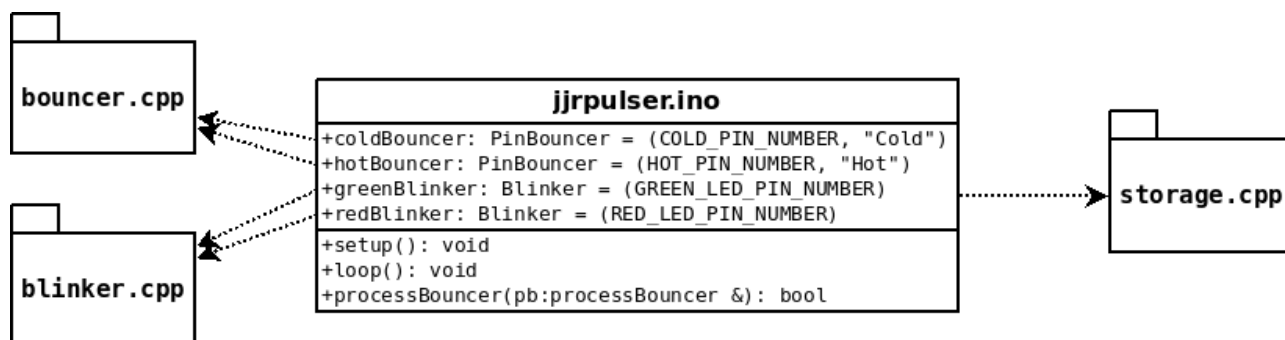 bouncer.cpp
blinker.cpp
jjrpulser.ino
+coldBouncer: PinBouncer = (COLD_PIN_NUMBER, "Cold")
+hotBouncer: PinBouncer = (HOT_PIN_NUMBER, "Hot")
+greenBlinker: Blinker = (GREEN_LED_PIN_NUMBER)
+redBlinker: Blinker = (RED_LED_PIN_NUMBER)
+setup(): void
+loop(): void
+processBouncer(pb:processBouncer &): bool
storage.cpp